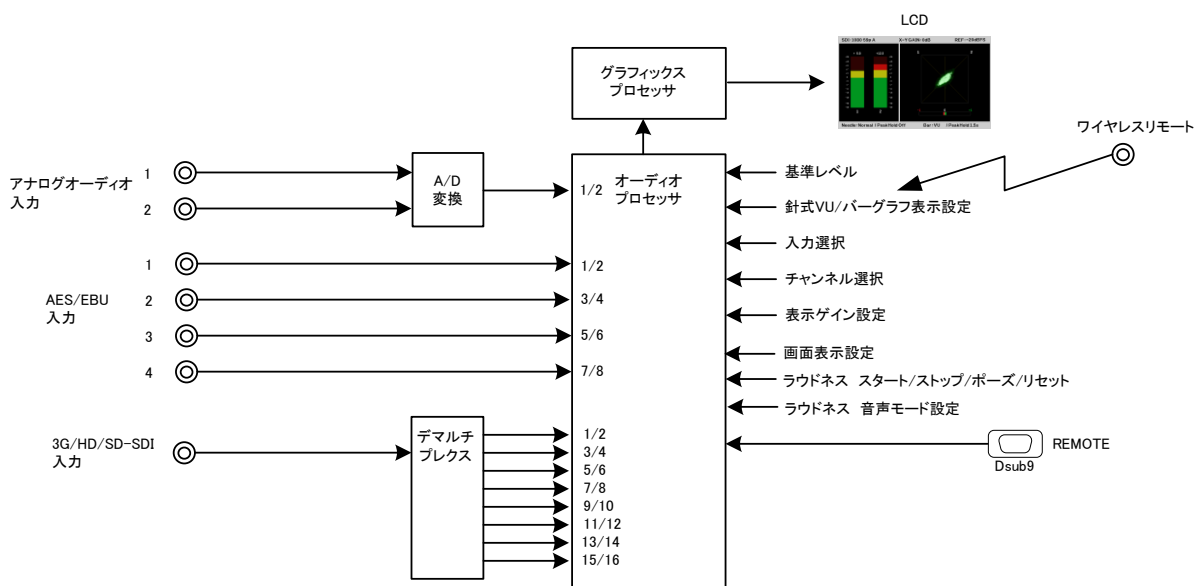 LCD
SDI
X-Y GAIN:0dB
REF:-20dBFS
グラフィックス
プロセッサ
ワイヤレスリモート
アナログオーディオ
入力
1
2
A/D
変換
1/2
オーディオ
プロセッサ
基準レベル
針式VU/バーグラフ表示設定
入力選択
チャンネル選択
表示ゲイン設定
画面表示設定
ラウドネス スタート/ストップ/ポーズ/リセット
ラウドネス 音声モード設定
AES/EBU
入力
1
2
3
4
1/2
3/4
5/6
7/8
3G/HD/SD-SDI
入力
デマルチ
プレクス
1/2
3/4
5/6
7/8
9/10
11/12
13/14
15/16
REMOTE
Dsub9